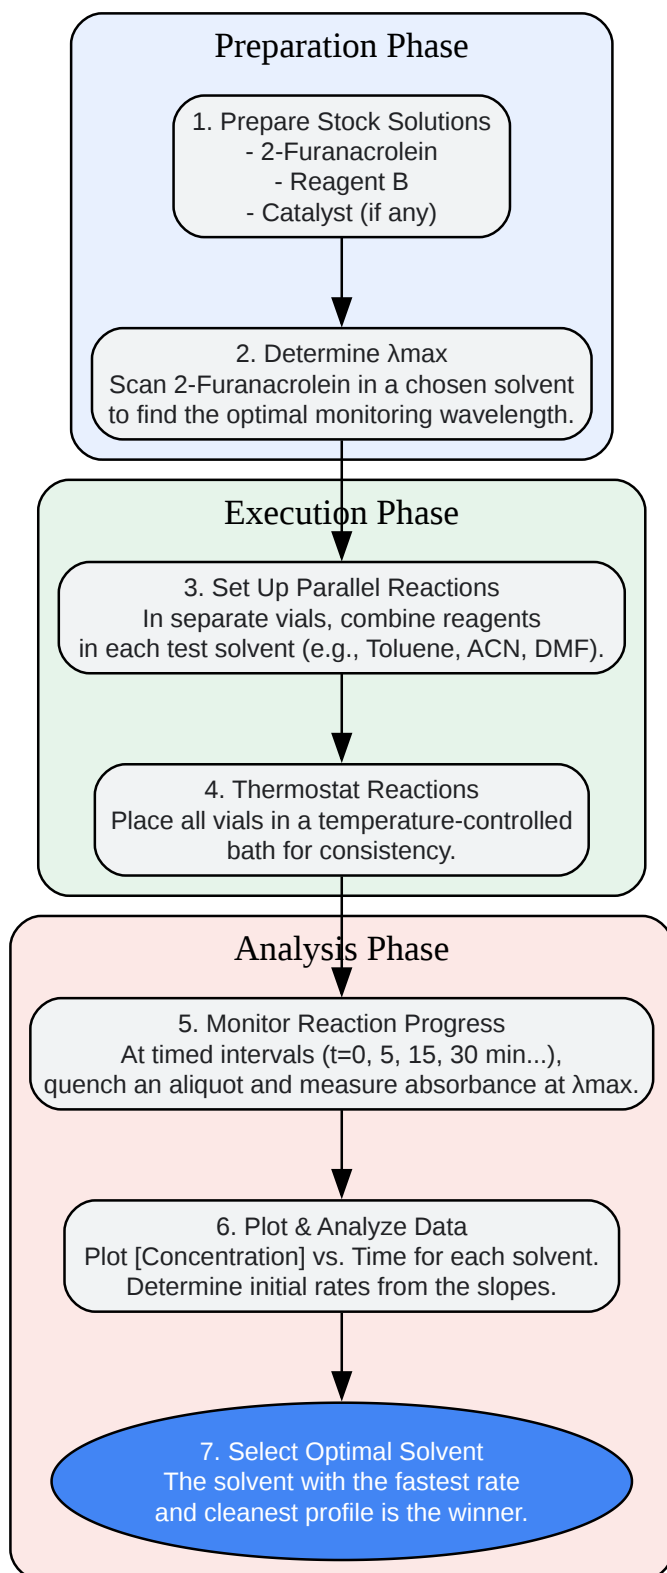 Preparation Phase
1. Prepare Stock Solutions
- 2-Furanacrolein
- Reagent B
- Catalyst (if any)
2. Determine λmax
Scan 2-Furanacrolein in a chosen solvent
to find the optimal monitoring wavelength.
Execution Phase
3. Set Up Parallel Reactions
In separate vials, combine reagents
in each test solvent (e.g., Toluene, ACN, DMF).
4. Thermostat Reactions
Place all vials in a temperature-controlled
bath for consistency.
Analysis Phase
5. Monitor Reaction Progress
At timed intervals (t=0, 5, 15, 30 min...),
quench an aliquot and measure absorbance at λmax.
6. Plot & Analyze Data
Plot [Concentration] vs. Time for each solvent.
Determine initial rates from the slopes.
7. Select Optimal Solvent
The solvent with the fastest rate
and cleanest profile is the winner.